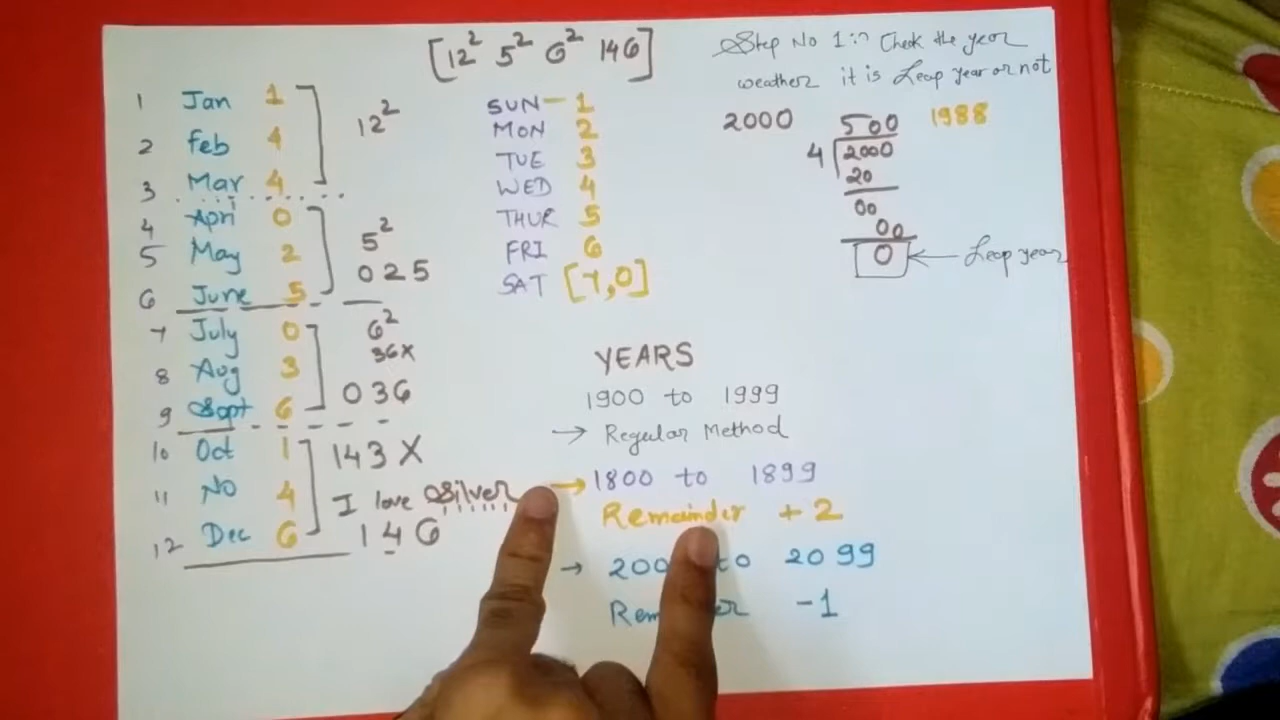 [12² 5² 6² 146]
1 Jan 1
2 Feb 4
3 Mar 4
12²
4 Apri 0
5 May 2
6 June 5
5²
025
7 July 0
8 Aug 3
9 Sept 6
6²
36x
036
10 Oct 1
11 No 4
12 Dec 6
143 X
I love Silver
146
SUN - 1
MON 2
TUE 3
WED 4
THUR 5
FRI 6
SAT [7,0]
Step No 1:→ Check the year
weather it is Leap year or not
2000
500
4 2000
20
00
00
0 ← Leap year
1988
YEARS
1900 to 1999
→ Regular Method
→ 1800 to 1899
Remainder + 2
→ to 2099
-1